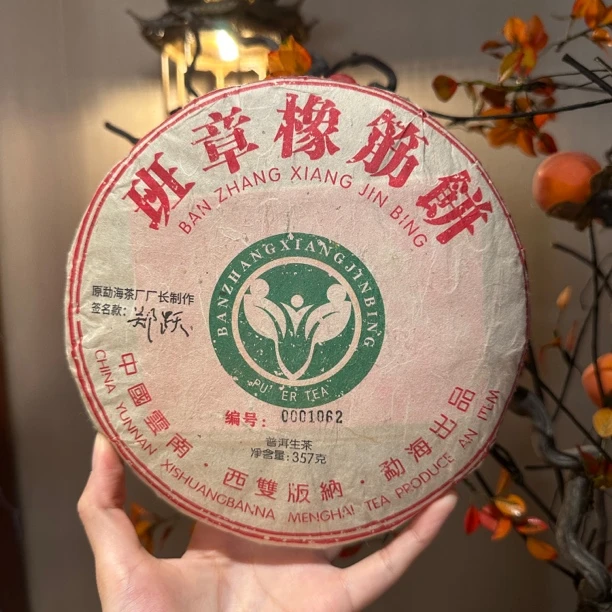 班章橡筋餅
BAN ZHANG XIANG JIN BING
原勐海茶厂厂长制作
签名款：郑跃
BANZHANGXIANGJINBING
PU' ER TEA
编号： 0001062
普洱生茶
净含量：357克
中國雲南·西雙版納·勐海出品
CHINA YUNNAN XISHUANGBANNA MENGHAI TEA PRODUCE AN ITUM